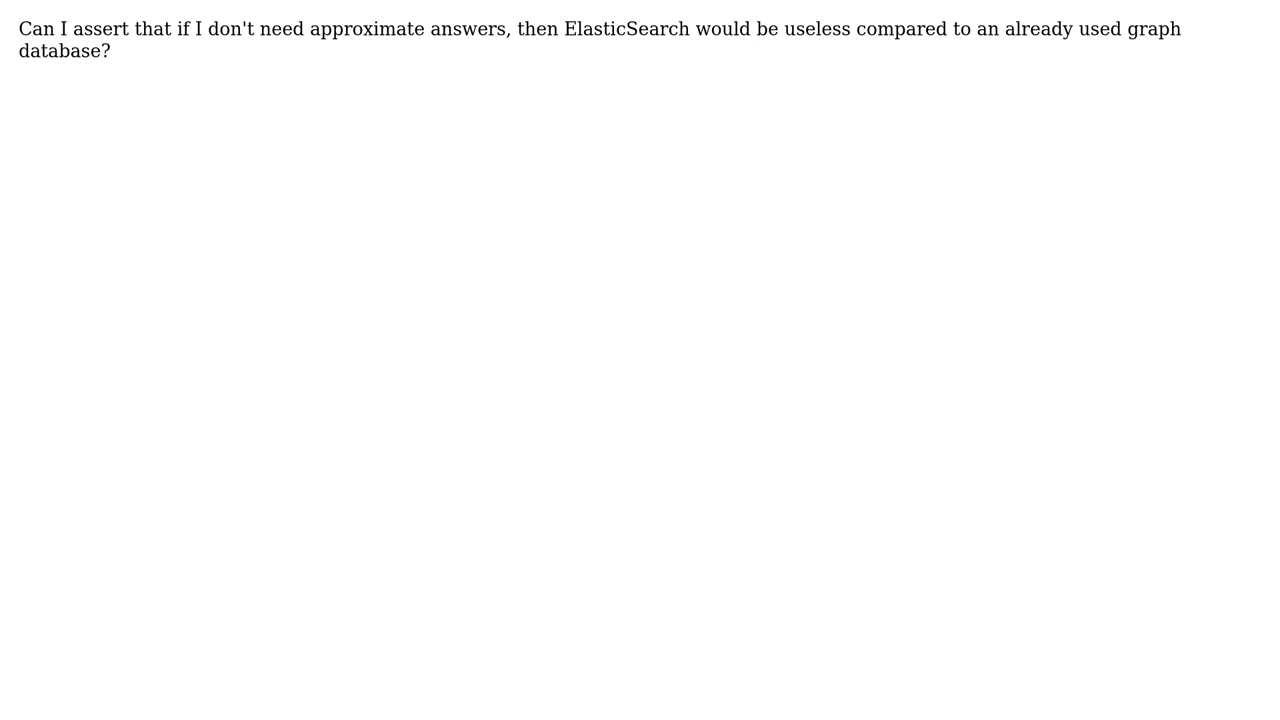 Can I assert that if I don't need approximate answers, then ElasticSearch would be useless compared to an already used graph
database?